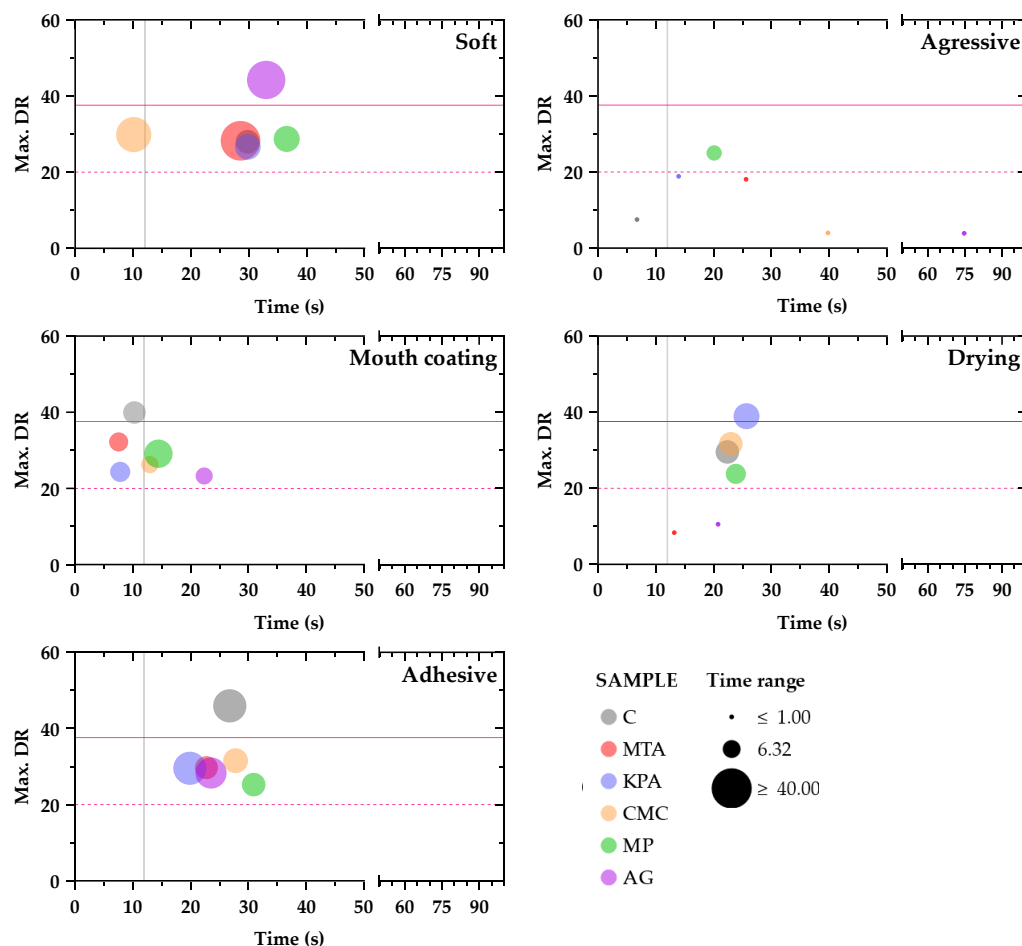 Soft
Max. DR
60
40
20
0
0 10 20 30 40 50 60 75 90
Time (s)
Agressive
Max. DR
60
40
20
0
0 10 20 30 40 50 60 75 90
Time (s)
Mouth coating
Max. DR
60
40
20
0
0 10 20 30 40 50 60 75 90
Time (s)
Drying
Max. DR
60
40
20
0
0 10 20 30 40 50 60 75 90
Time (s)
Adhesive
Max. DR
60
40
20
0
0 10 20 30 40 50 60 75 90
Time (s)
SAMPLE
C
MTA
KPA
CMC
MP
AG
Time range
≤ 1.00
6.32
≥ 40.00